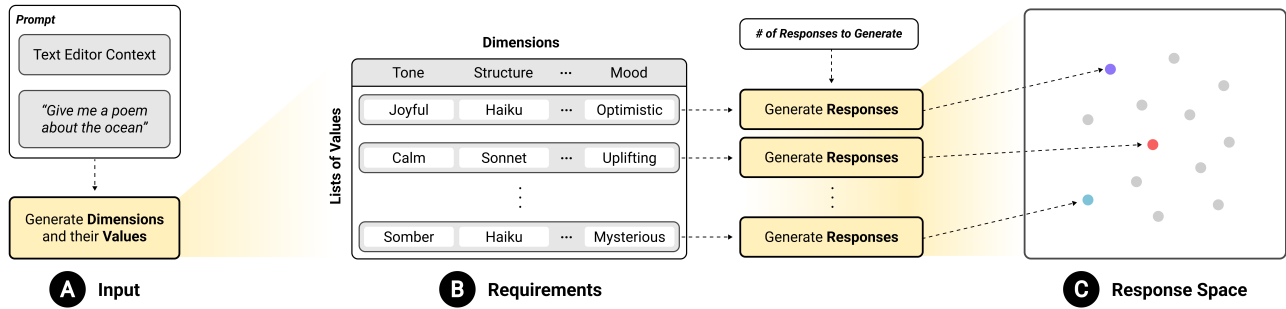 Prompt
Text Editor Context
“Give me a poem
about the ocean”
Generate Dimensions
and their Values
A Input
Dimensions
Lists of Values
Tone Structure ··· Mood
Joyful Haiku ··· Optimistic
Calm Sonnet ··· Uplifting
Somber Haiku ··· Mysterious
B Requirements
# of Responses to Generate
Generate Responses
Generate Responses
Generate Responses
C Response Space